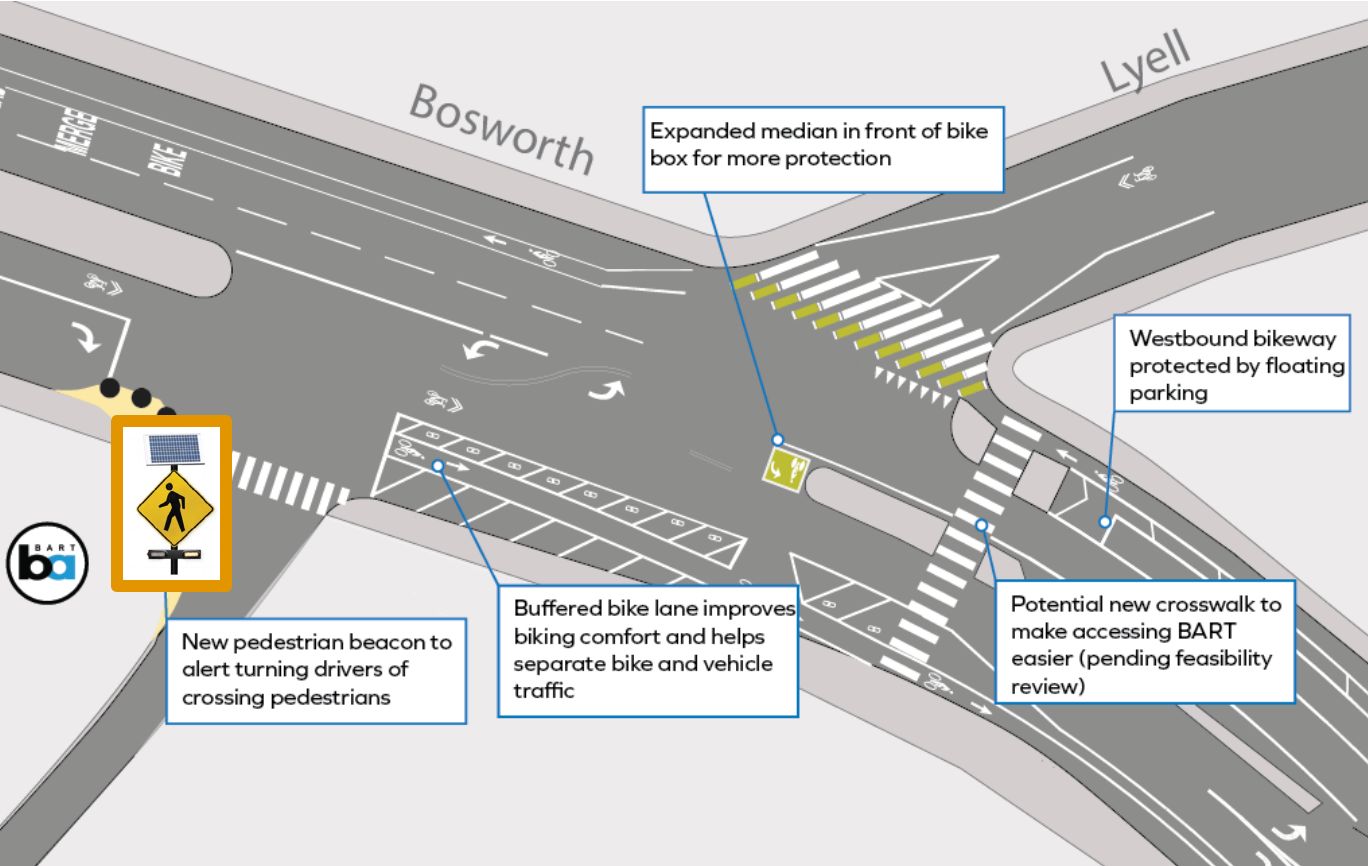 Lyell
Bosworth
MERGE
BIKE
Expanded median in front of bike
box for more protection
Westbound bikeway
protected by floating
parking
BART
ba
New pedestrian beacon to
alert turning drivers of
crossing pedestrians
Buffered bike lane improves
biking comfort and helps
separate bike and vehicle
traffic
Potential new crosswalk to
make accessing BART
easier (pending feasibility
review)